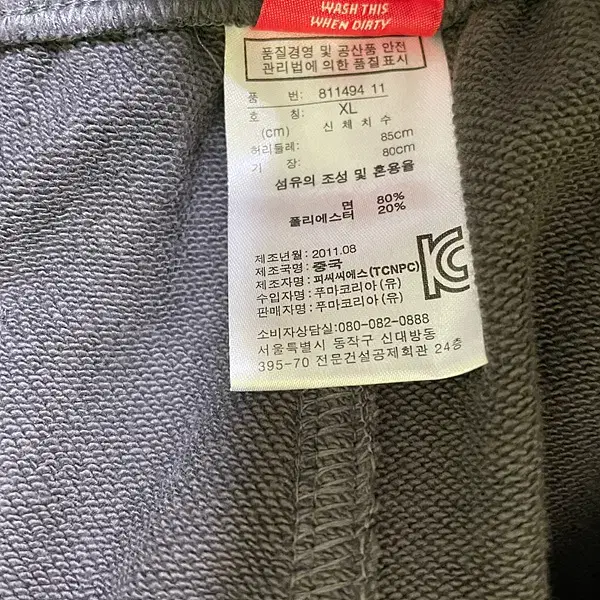 WASH THIS
WHEN DIRTY
품질경영 및 공산품 안전
관리법에 의한 품질표시
품 번: 811494 11
호 칭: XL
(cm) 신 체 치 수
허리둘레: 85cm
기 장: 80cm
섬유의 조성 및 혼용율
면 80%
폴리에스터 20%
제조년월: 2011.08
제조국명: 중국
제조자명: 피씨씨에스(TCNPC)
수입자명: 푸마코리아 (유)
판매자명: 푸마코리아 (유)
KC
소비자상담실:080-082-0888
서울특별시 동작구 신대방동
395-70 전문건설공제회관 24층